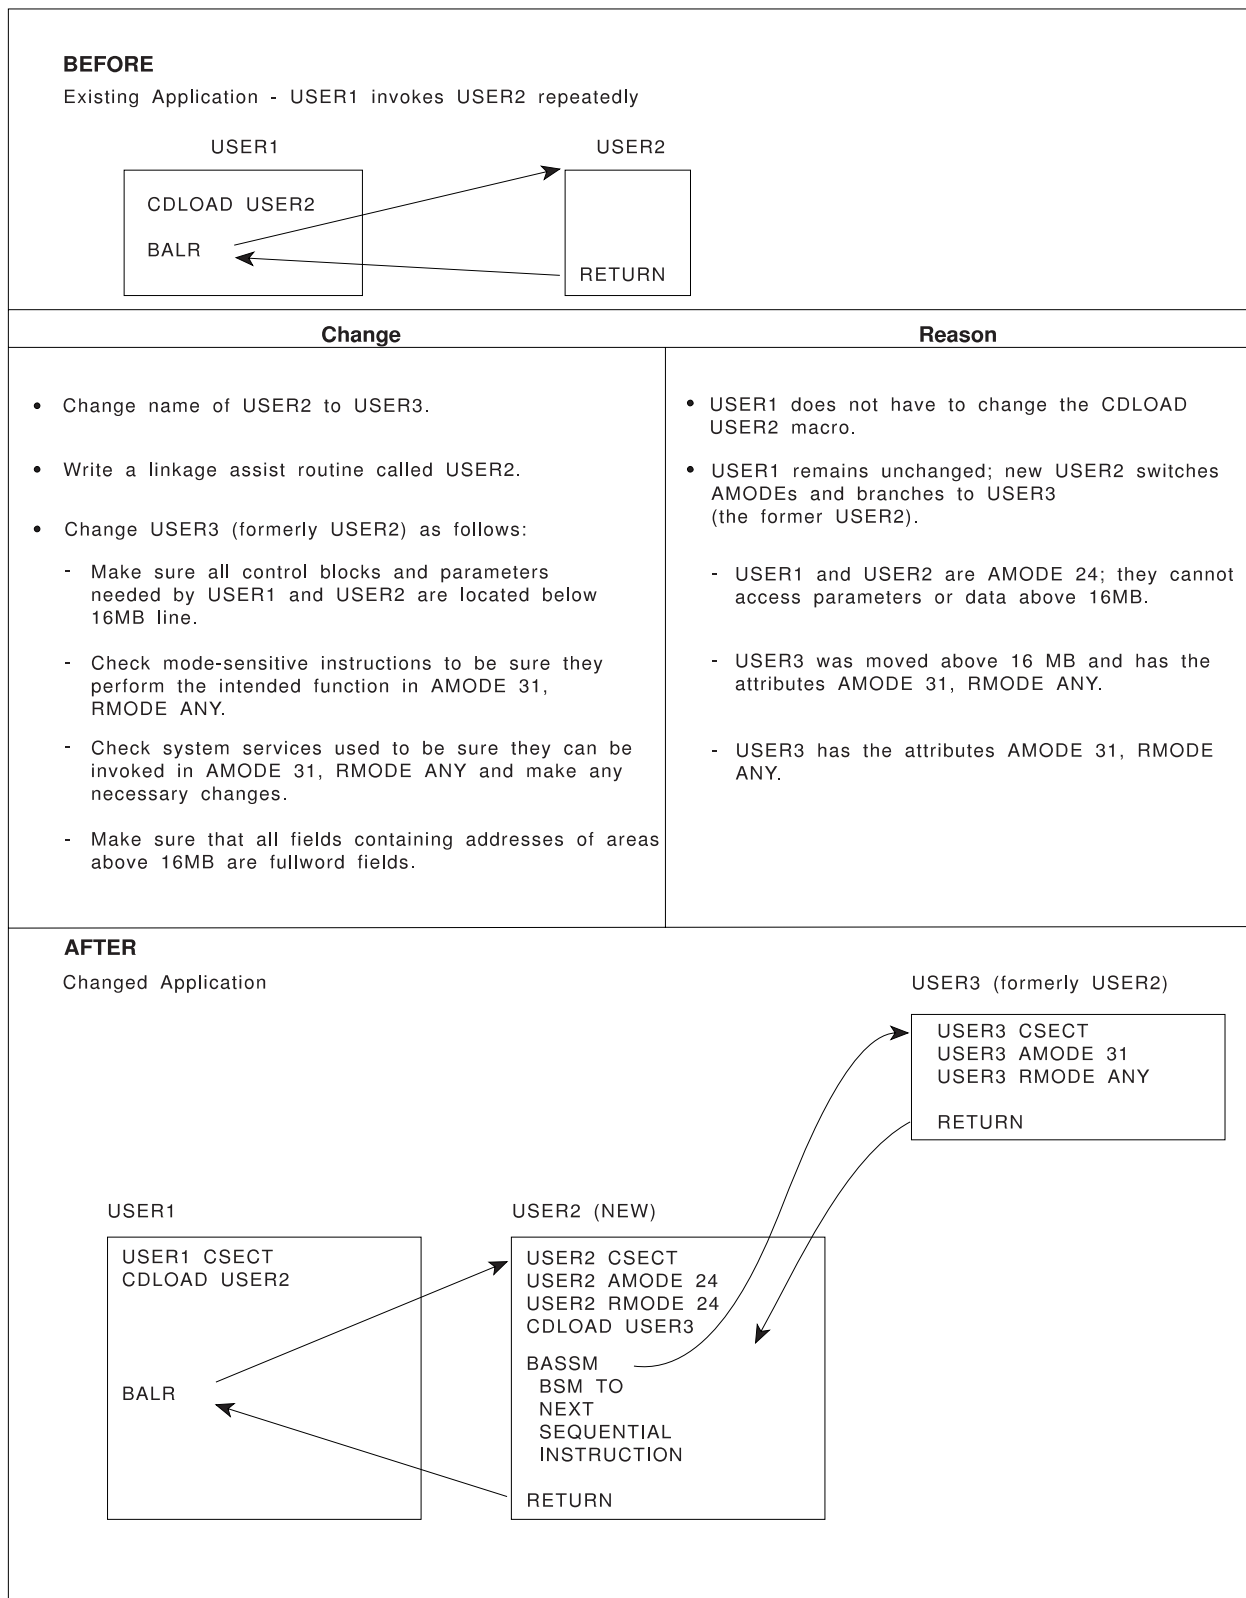 BEFORE
Existing Application - USER1 invokes USER2 repeatedly
USER1
USER2
CDLOAD USER2
BALR
RETURN
Change
Reason
• Change name of USER2 to USER3.
• Write a linkage assist routine called USER2.
• Change USER3 (formerly USER2) as follows:
- Make sure all control blocks and parameters
needed by USER1 and USER2 are located below
16MB line.
- Check mode-sensitive instructions to be sure they
perform the intended function in AMODE 31,
RMODE ANY.
- Check system services used to be sure they can be
invoked in AMODE 31, RMODE ANY and make any
necessary changes.
- Make sure that all fields containing addresses of areas
above 16MB are fullword fields.
• USER1 does not have to change the CDLOAD
USER2 macro.
• USER1 remains unchanged; new USER2 switches
AMODEs and branches to USER3
(the former USER2).
- USER1 and USER2 are AMODE 24; they cannot
access parameters or data above 16MB.
- USER3 was moved above 16 MB and has the
attributes AMODE 31, RMODE ANY.
- USER3 has the attributes AMODE 31, RMODE
ANY.
AFTER
Changed Application
USER3 (formerly USER2)
USER3 CSECT
USER3 AMODE 31
USER3 RMODE ANY
RETURN
USER1
USER1 CSECT
CDLOAD USER2
BALR
USER2 (NEW)
USER2 CSECT
USER2 AMODE 24
USER2 RMODE 24
CDLOAD USER3
BASSM
BSM TO
NEXT
SEQUENTIAL
INSTRUCTION
RETURN